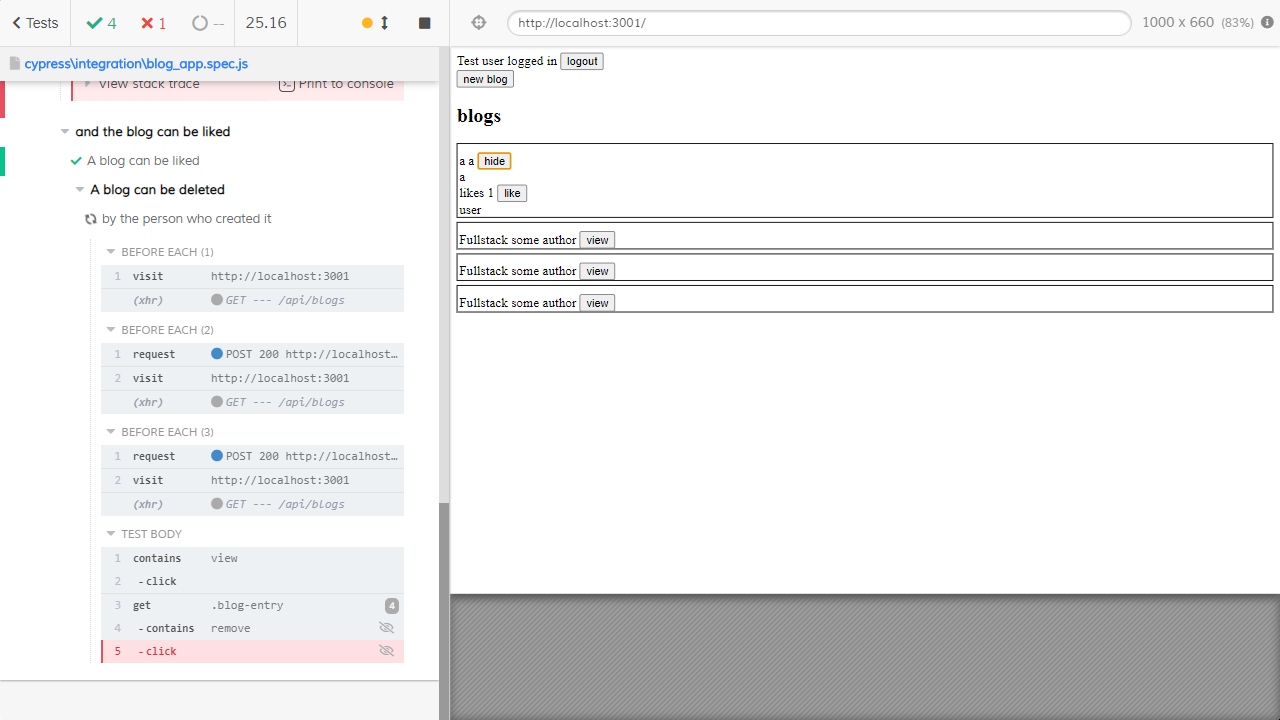 Tests 4 1 -- 25.16
cypress\integration\blog_app.spec.js
View stack trace Print to console
and the blog can be liked
A blog can be liked
A blog can be deleted
by the person who created it
BEFORE EACH (1)
1 visit http://localhost:3001
(xhr) GET --- /api/blogs
BEFORE EACH (2)
1 request POST 200 http://localhost…
2 visit http://localhost:3001
(xhr) GET --- /api/blogs
BEFORE EACH (3)
1 request POST 200 http://localhost…
2 visit http://localhost:3001
(xhr) GET --- /api/blogs
TEST BODY
1 contains view
2 -click
3 get .blog-entry 4
4 -contains remove
5 -click
http://localhost:3001/ 1000 x 660 (83%)
Test user logged in logout
new blog
blogs
a a hide
a
likes 1 like
user
Fullstack some author view
Fullstack some author view
Fullstack some author view